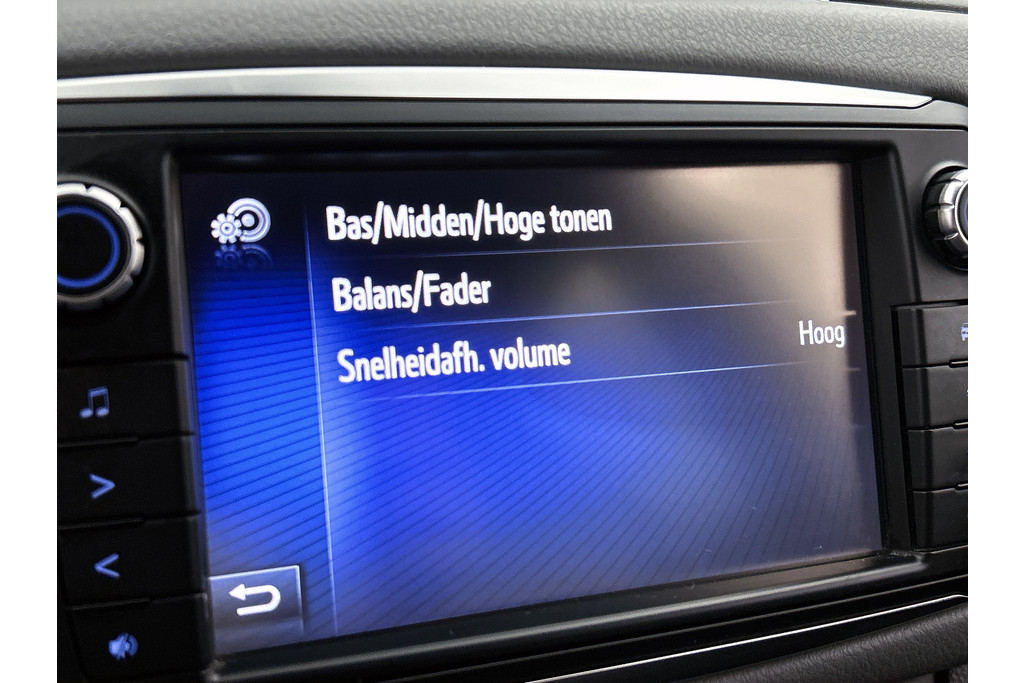 Bas/Midden/Hoge tonen
Balans/Fader
Snelheidafh. volume
Hoog